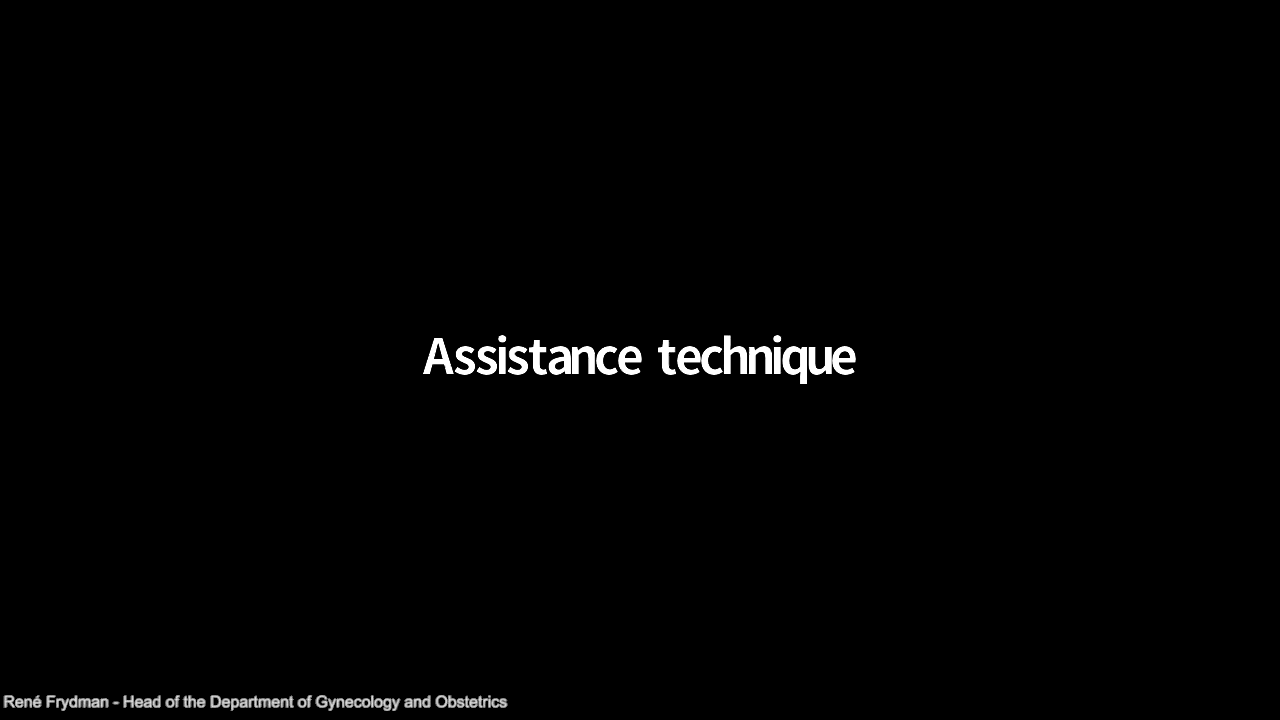 Assistance technique
René Frydman - Head of the Department of Gynecology and Obstetrics